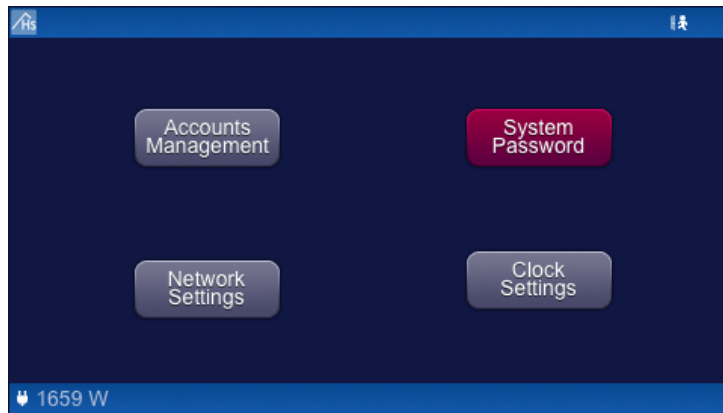 Hs
Accounts
Management
System
Password
Network
Settings
Clock
Settings
1659 W